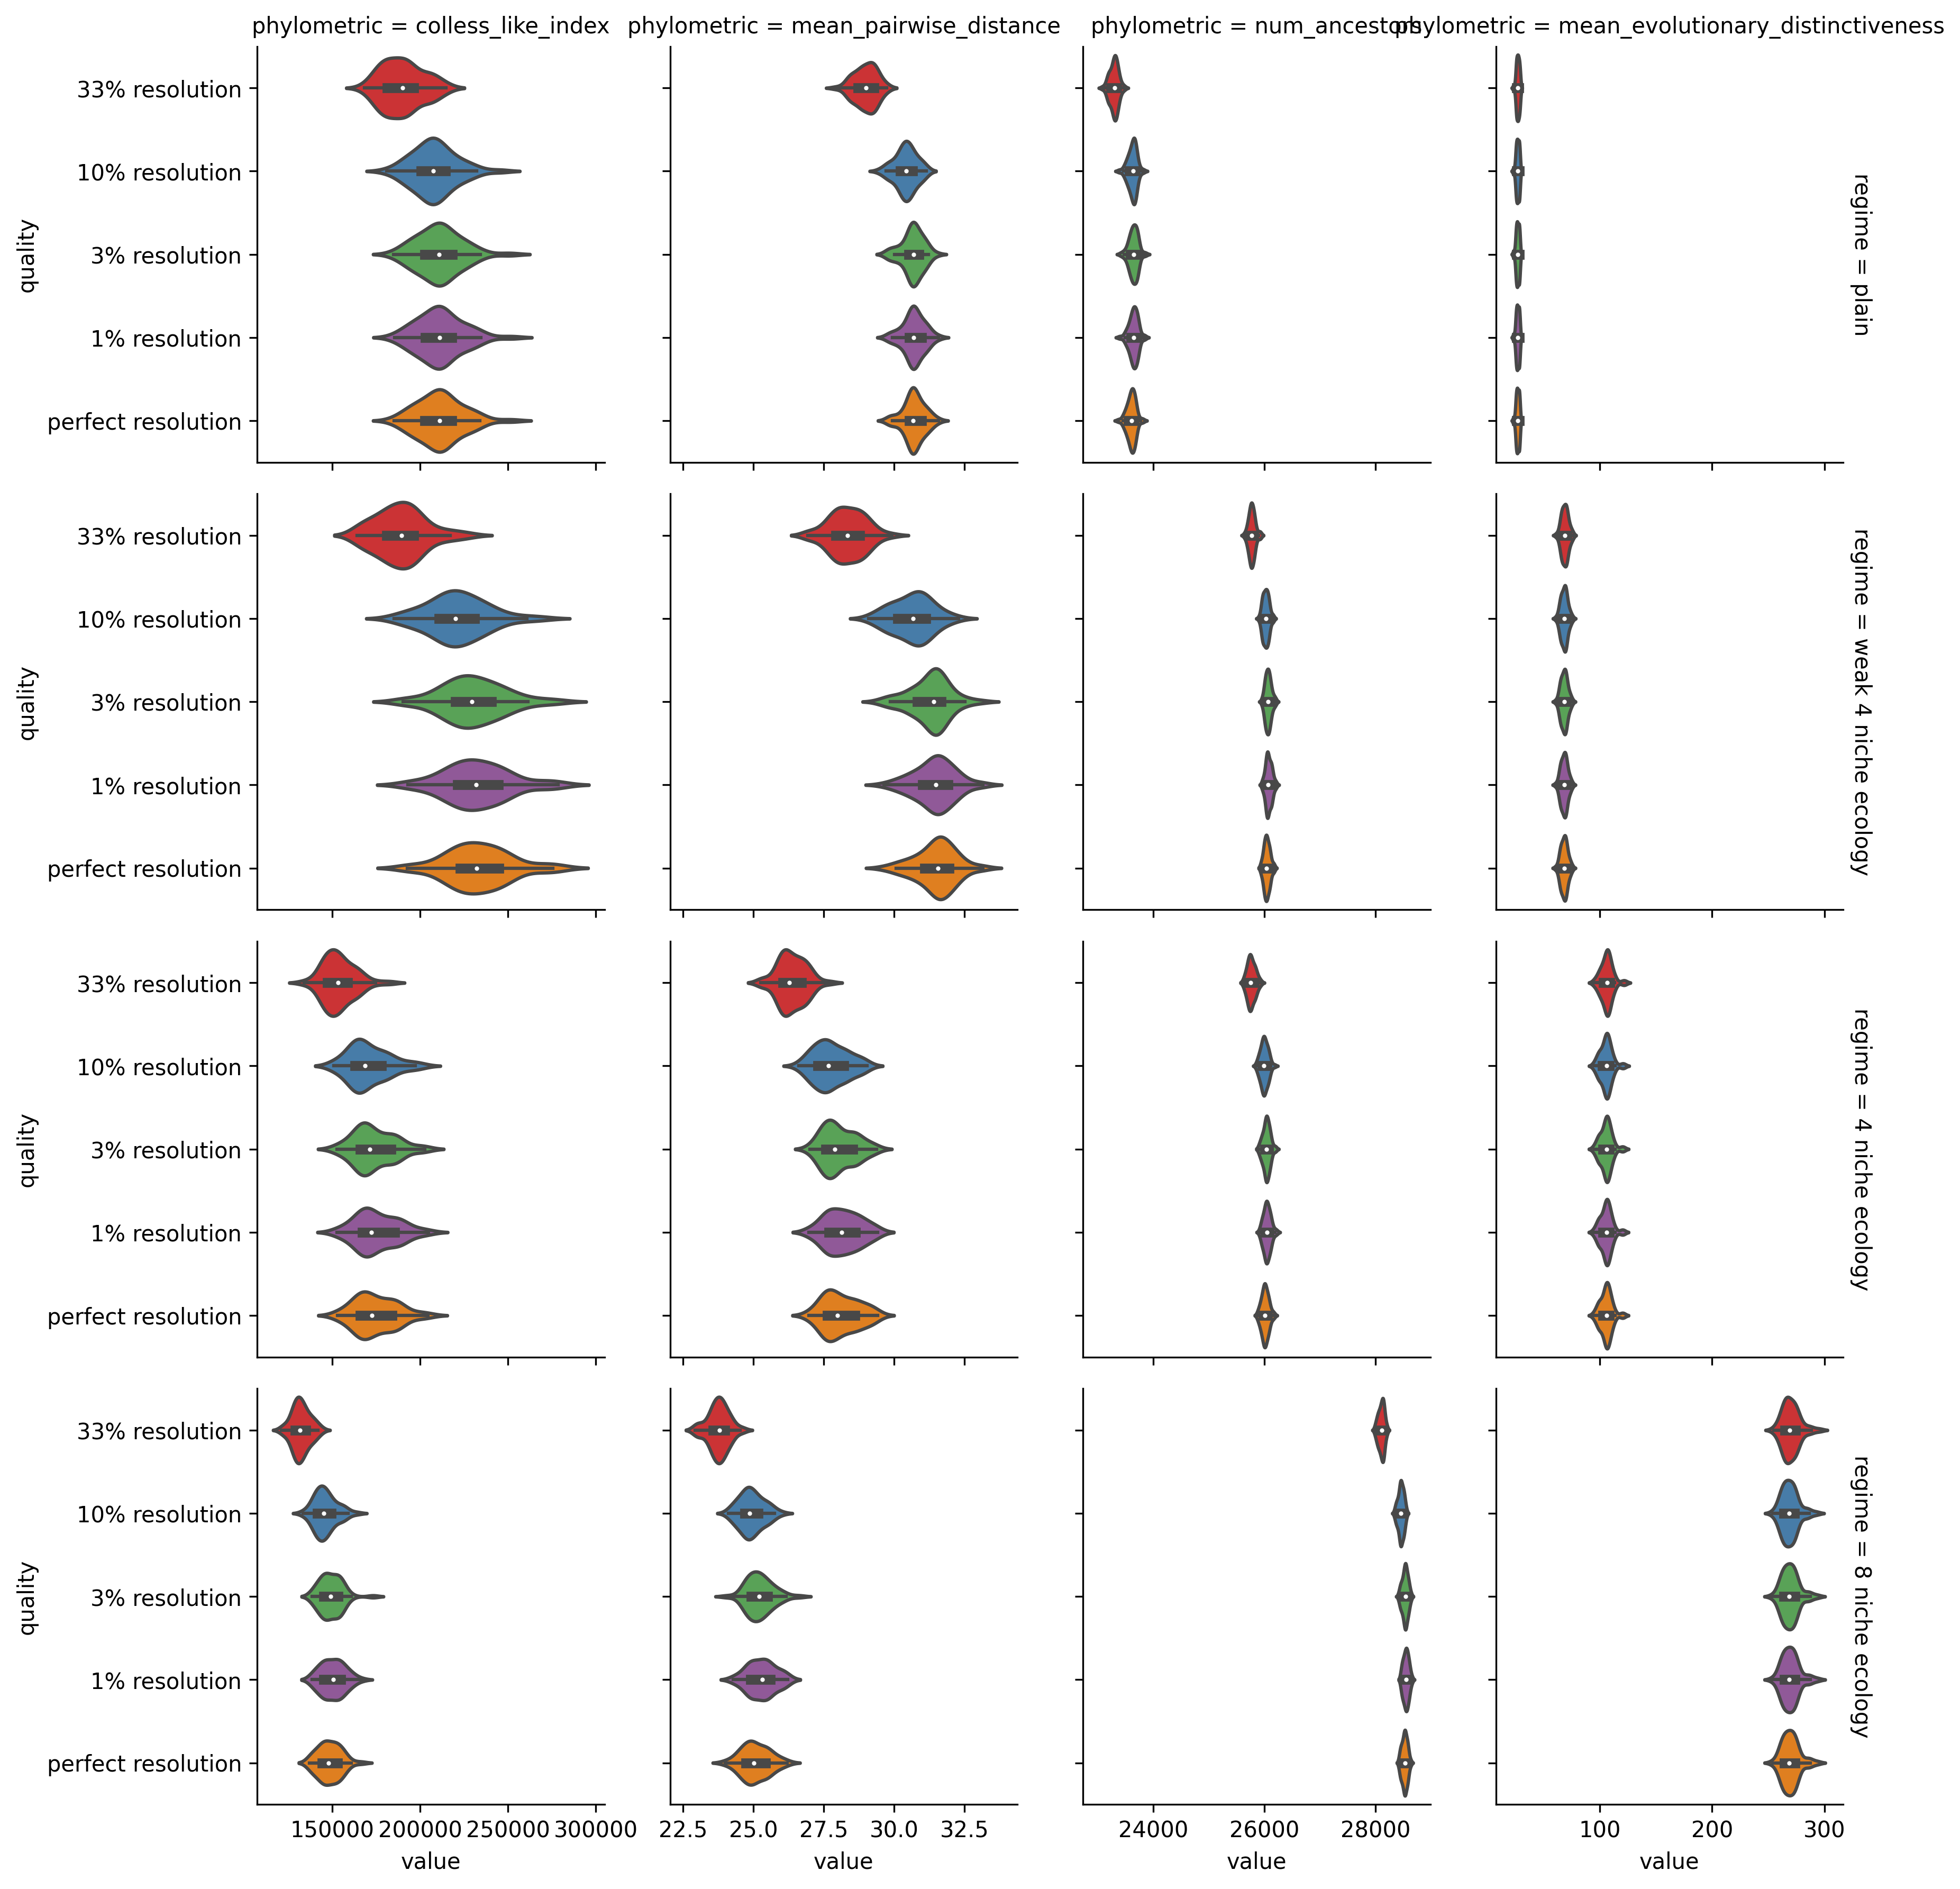 phylometric = colless_like_index
phylometric = mean_pairwise_distance
phylometric = num_ancestors
phylometric = mean_evolutionary_distinctiveness
33% resolution
10% resolution
3% resolution
1% resolution
perfect resolution
quality
regime = plain
33% resolution
10% resolution
3% resolution
1% resolution
perfect resolution
quality
regime = weak 4 niche ecology
33% resolution
10% resolution
3% resolution
1% resolution
perfect resolution
quality
regime = 4 niche ecology
33% resolution
10% resolution
3% resolution
1% resolution
perfect resolution
quality
regime = 8 niche ecology
150000 200000 250000 300000
22.5 25.0 27.5 30.0 32.5
24000 26000 28000
100 200 300
value
value
value
value